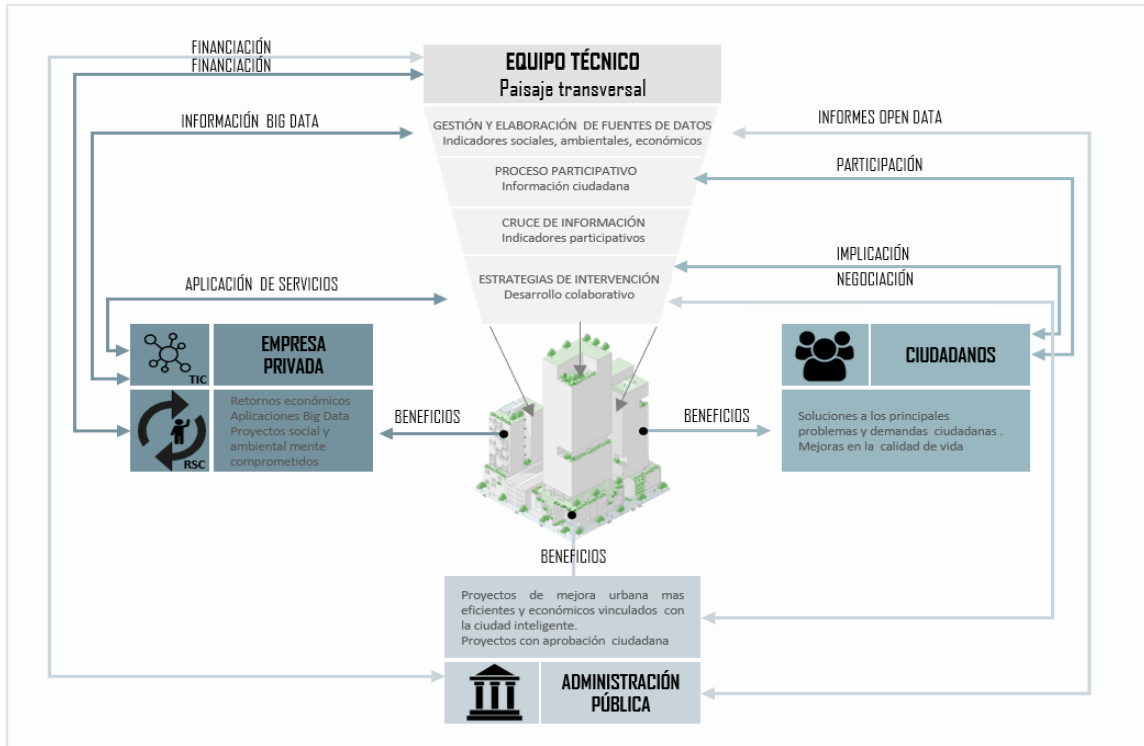 FINANCIACIÓN
FINANCIACIÓN
EQUIPO TÉCNICO
Paisaje transversal
INFORMACIÓN BIG DATA
GESTIÓN Y ELABORACIÓN DE FUENTES DE DATOS
Indicadores sociales, ambientales, económicos
INFORMES OPEN DATA
PROCESO PARTICIPATIVO
Información ciudadana
PARTICIPACIÓN
CRUCE DE INFORMACIÓN
Indicadores participativos
IMPLICACIÓN
NEGOCIACIÓN
APLICACIÓN DE SERVICIOS
ESTRATEGIAS DE INTERVENCIÓN
Desarrollo colaborativo
TIC
EMPRESA
PRIVADA
CIUDADANOS
RSC
Retornos económicos
Aplicaciones Big Data
Proyectos social y
ambiental mente
comprometidos
BENEFICIOS
BENEFICIOS
Soluciones a los principales
problemas y demandas ciudadanas .
Mejoras en la calidad de vida
BENEFICIOS
Proyectos de mejora urbana mas
eficientes y económicos vinculados con
la ciudad inteligente.
Proyectos con aprobación ciudadana
ADMINISTRACIÓN
PÚBLICA